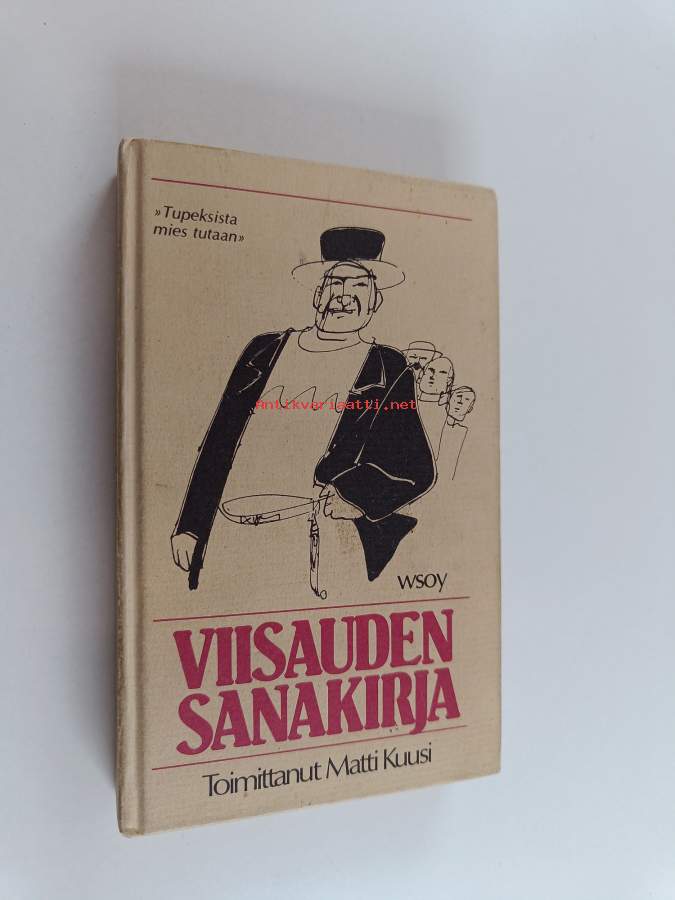 »Tupeksista
mies tutaan»
Antikvariaatti.net
wsoy
VIISAUDEN
SANAKIRJA
Toimittanut Matti Kuusi